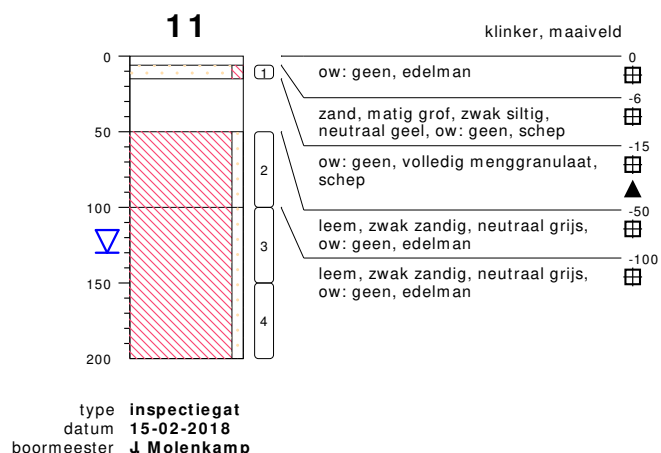 11
klinker, maaiveld
0
0
ow: geen, edelman
1
-6
zand, matig grof, zwak siltig,
neutraal geel, ow: geen, schep
50
-15
ow: geen, volledig menggranulaat,
schep
2
-50
100
leem, zwak zandig, neutraal grijs,
ow: geen, edelman
3
-100
leem, zwak zandig, neutraal grijs,
ow: geen, edelman
150
4
200
type inspectiegat
datum 15-02-2018
boormeester J. Molenkamp